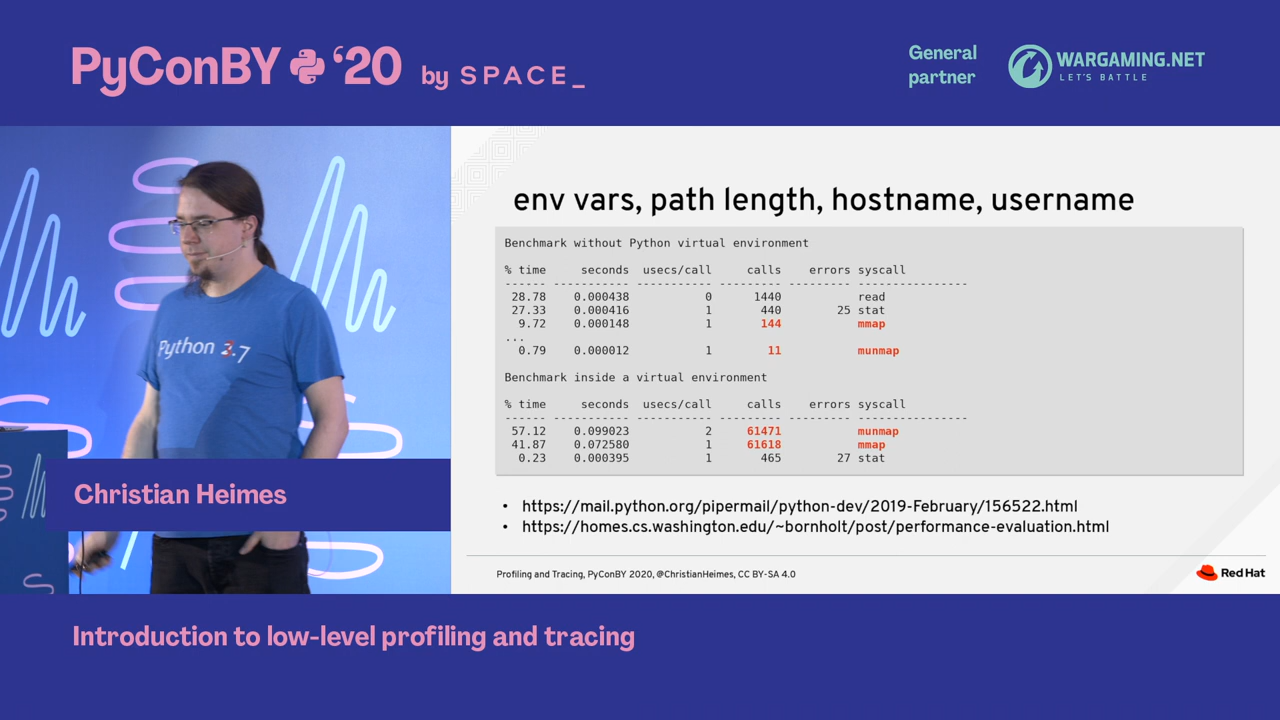 PyConBY '20 by SPACE_
General
partner
WARGAMING.NET
LET'S BATTLE
Python 2.7
Christian Heimes
env vars, path length, hostname, username
Benchmark without Python virtual environment
% time     seconds  usecs/call     calls    errors syscall
------ ----------- ----------- --------- --------- ----------------
28.78    0.000438           0      1440           read
27.33    0.000416           1       440        25 stat
9.72    0.000148           1       144           mmap
...
0.79    0.000012           1        11           munmap
Benchmark inside a virtual environment
% time     seconds  usecs/call     calls    errors syscall
------ ----------- ----------- --------- --------- ----------------
57.12    0.099023           2     61471           munmap
41.87    0.072580           1     61618           mmap
0.23    0.000395           1       465        27 stat
• https://mail.python.org/pipermail/python-dev/2019-February/156522.html
• https://homes.cs.washington.edu/~bornholt/post/performance-evaluation.html
Profiling and Tracing, PyConBY 2020, @ChristianHeimes, CC BY-SA 4.0
Red Hat
Introduction to low-level profiling and tracing